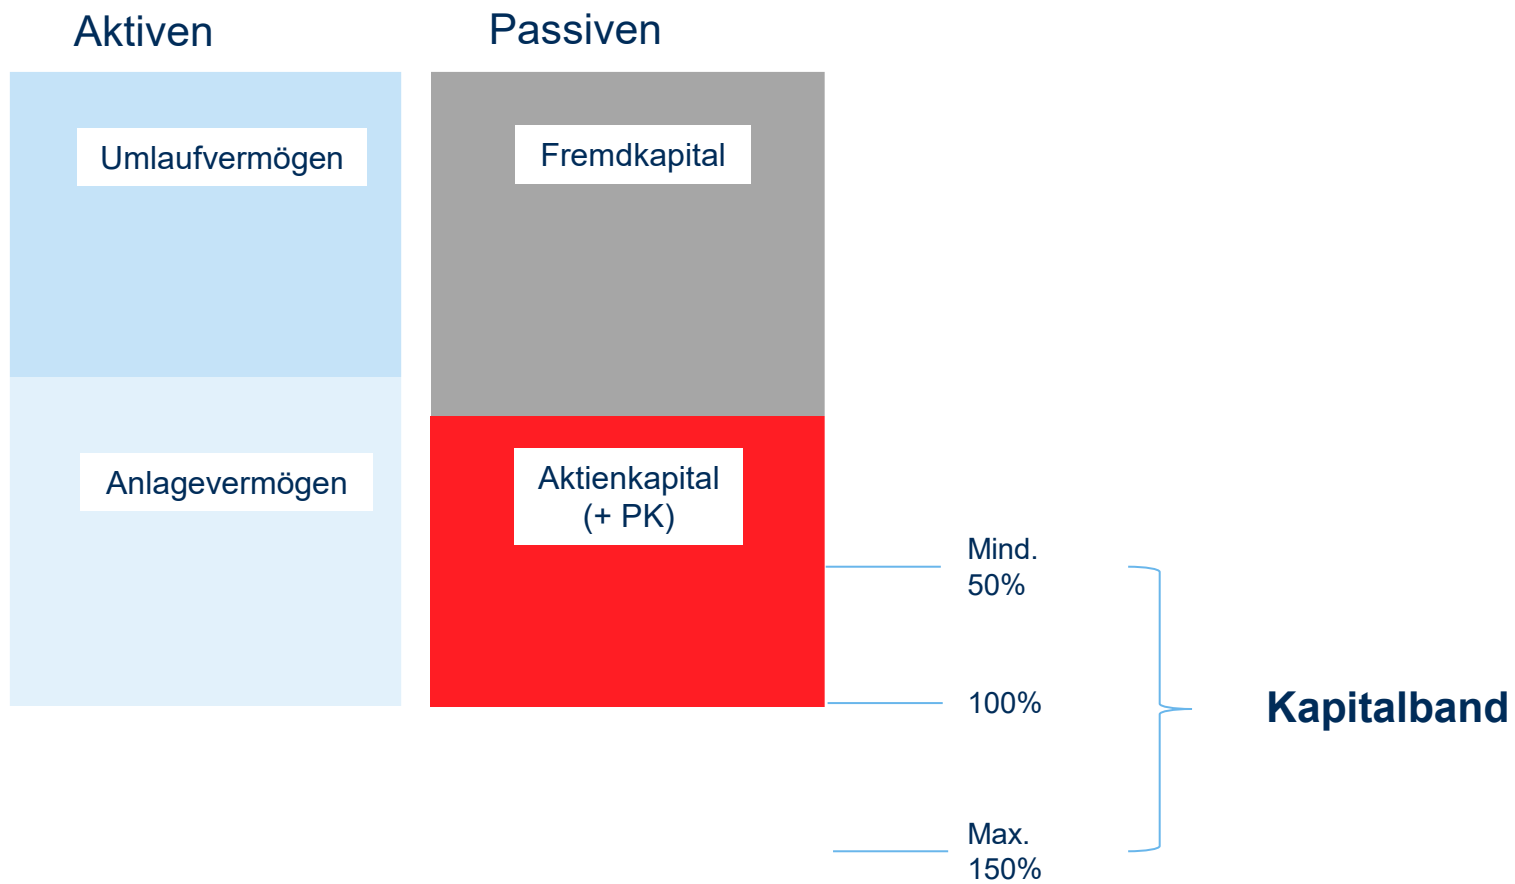 Aktiven
Passiven
Umlaufvermögen
Fremdkapital
Anlagevermögen
Aktienkapital
(+ PK)
Mind.
50%
100%
Kapitalband
Max.
150%